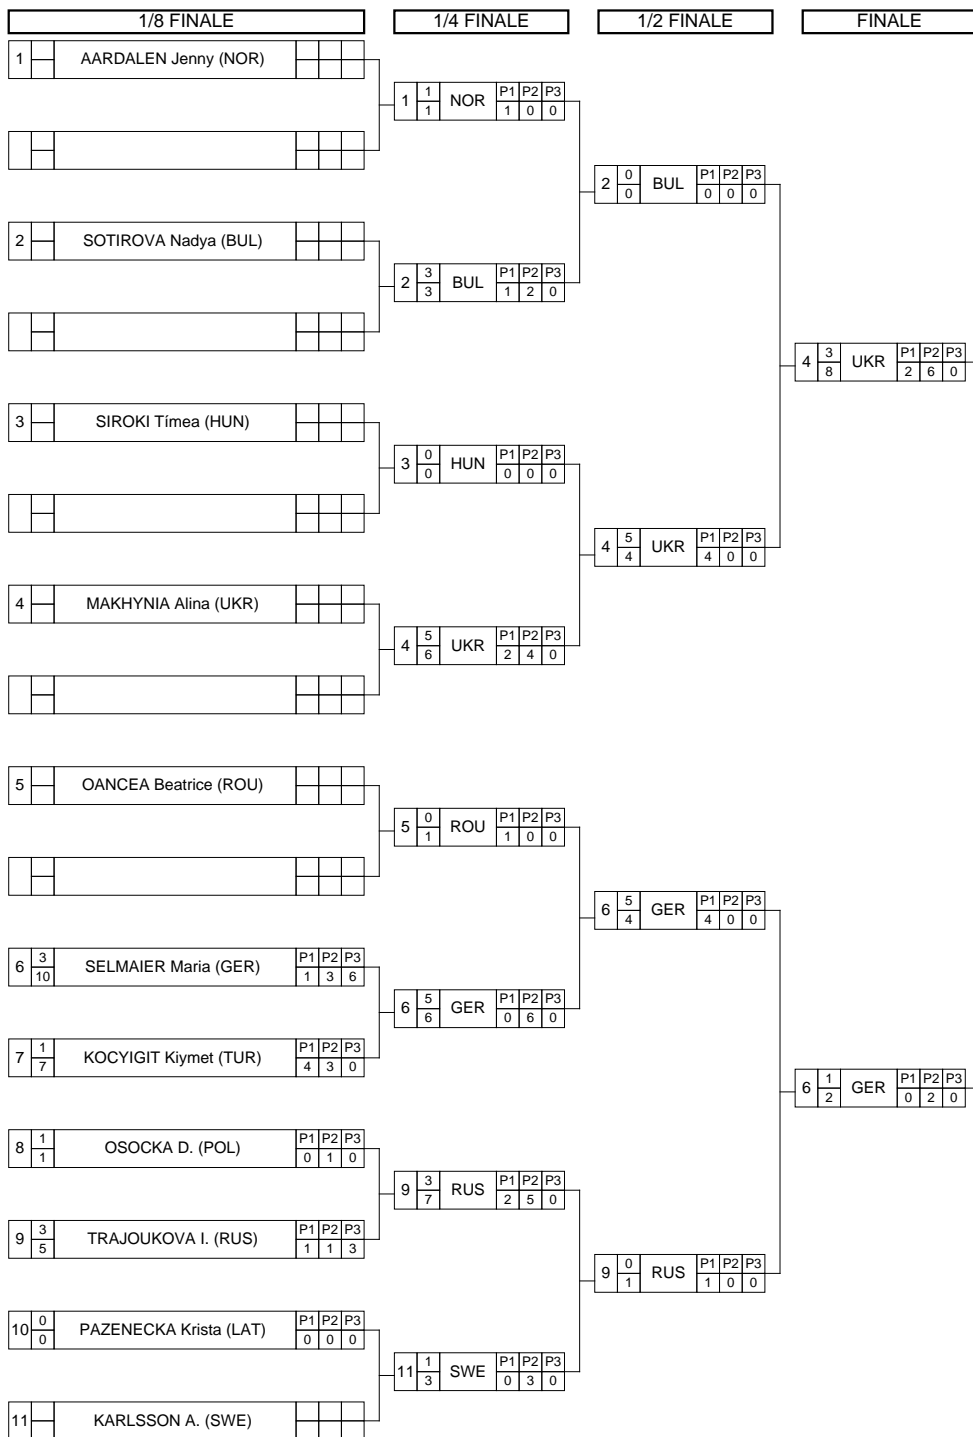 1/8 FINALE 1/4 FINALE 1/2 FINALE FINALE
1 AARDALEN Jenny (NOR)
1 1 1 NOR P1 P2 P3 1 0 0
2 0 0 BUL P1 P2 P3 0 0 0
2 SOTIROVA Nadya (BUL)
2 3 3 BUL P1 P2 P3 1 2 0
4 3 8 UKR P1 P2 P3 2 6 0
3 SIROKI Tímea (HUN)
3 0 0 HUN P1 P2 P3 0 0 0
4 5 4 UKR P1 P2 P3 4 0 0
4 MAKHYNIA Alina (UKR)
4 5 6 UKR P1 P2 P3 2 4 0
5 OANCEA Beatrice (ROU)
5 0 1 ROU P1 P2 P3 1 0 0
6 5 4 GER P1 P2 P3 4 0 0
6 3 10 SELMAIER Maria (GER) P1 P2 P3 1 3 6
6 5 6 GER P1 P2 P3 0 6 0
7 1 7 KOCYIGIT Kiymet (TUR) P1 P2 P3 4 3 0
6 1 2 GER P1 P2 P3 0 2 0
8 1 1 OSOCKA D. (POL) P1 P2 P3 0 1 0
9 3 7 RUS P1 P2 P3 2 5 0
9 3 5 TRAJOUKOVA I. (RUS) P1 P2 P3 1 1 3
9 0 1 RUS P1 P2 P3 1 0 0
10 0 0 PAZENECKA Krista (LAT) P1 P2 P3 0 0 0
11 1 3 SWE P1 P2 P3 0 3 0
11 KARLSSON A. (SWE)